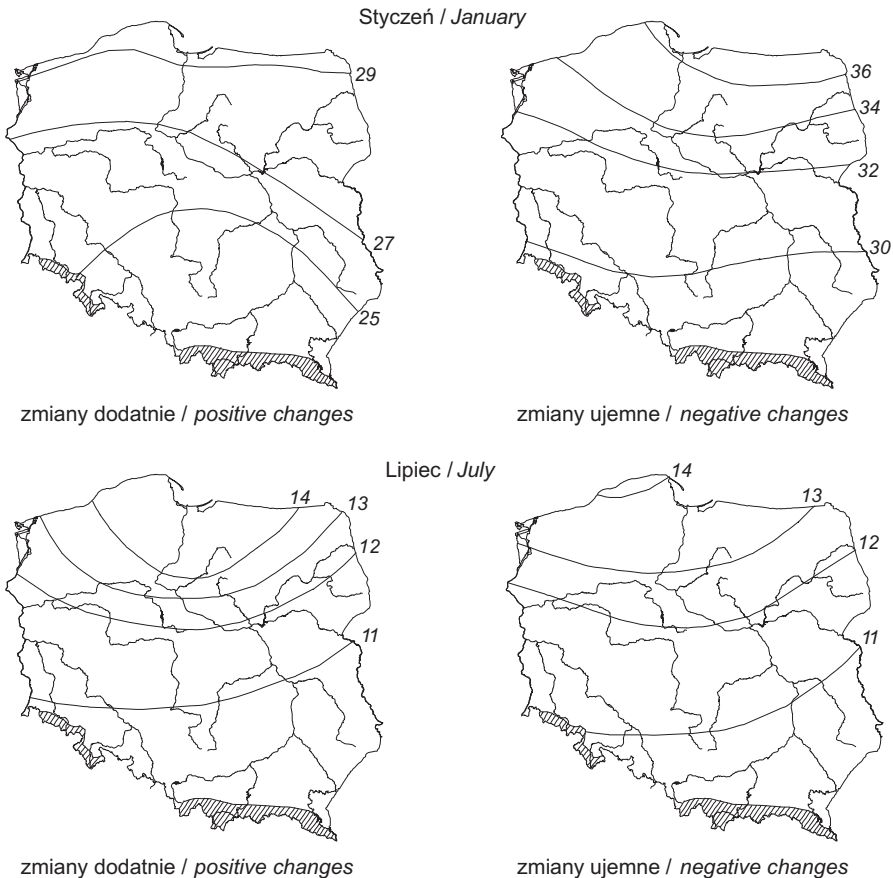 Styczeń / January
29
27
25
36
34
32
30
zmiany dodatnie / positive changes
zmiany ujemne / negative changes
Lipiec / July
14
13
12
11
14
13
12
11
zmiany dodatnie / positive changes
zmiany ujemne / negative changes